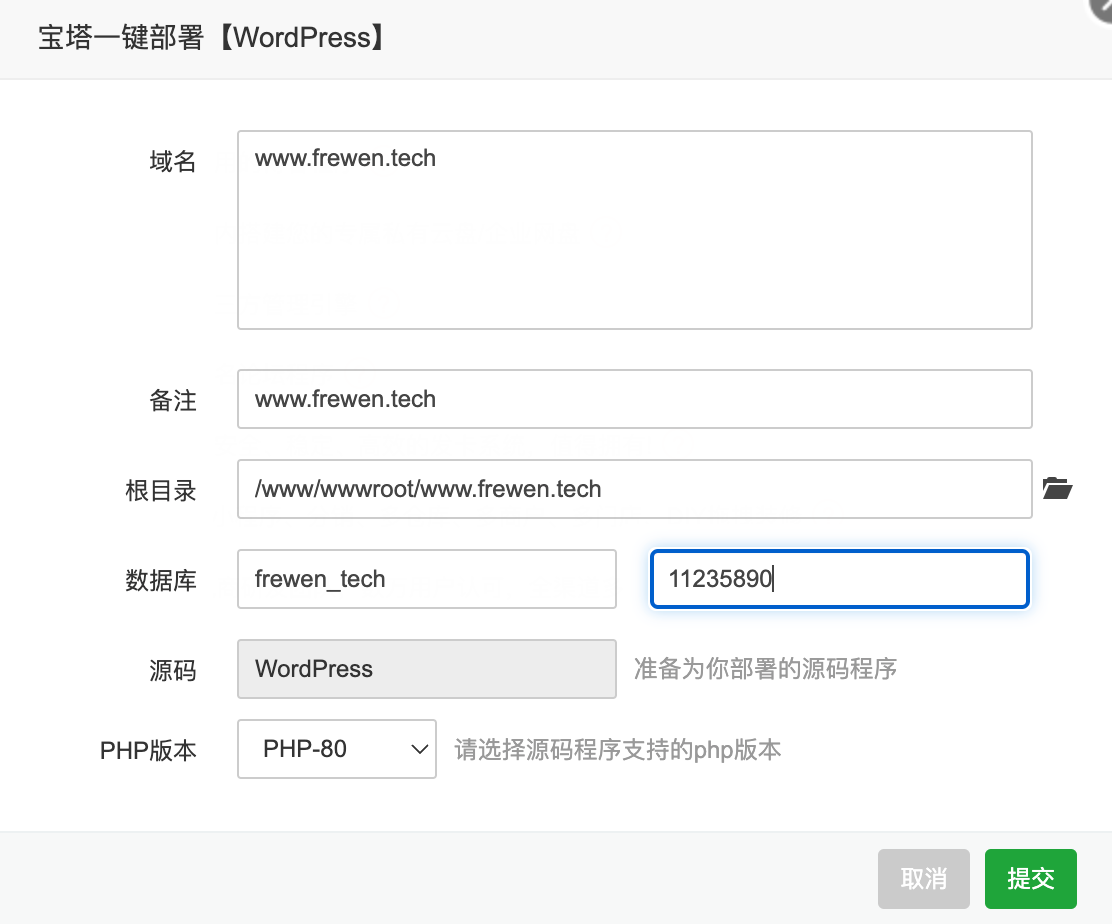 宝塔一键部署【WordPress】
域名 www.frewen.tech
备注 www.frewen.tech
根目录 /www/wwwroot/www.frewen.tech
数据库 frewen_tech 11235890
源码 WordPress 准备为你部署的源码程序
PHP版本 PHP-80 请选择源码程序支持的php版本
取消 提交